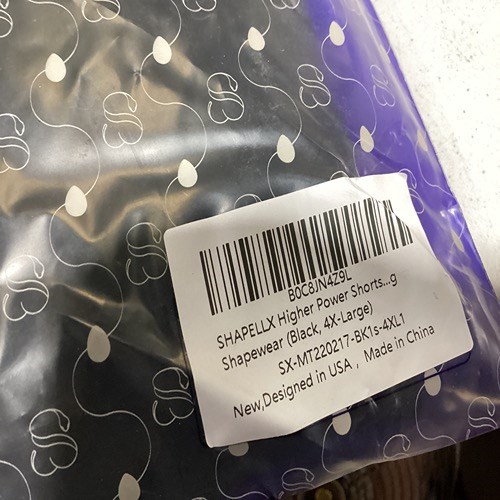 B0C8JN4Z9L
SHAPELLX Higher Power Shorts...g
Shapewear (Black, 4X-Large)
SX-MT220217-BK1s-4XL1
New,Designed in USA , Made in China